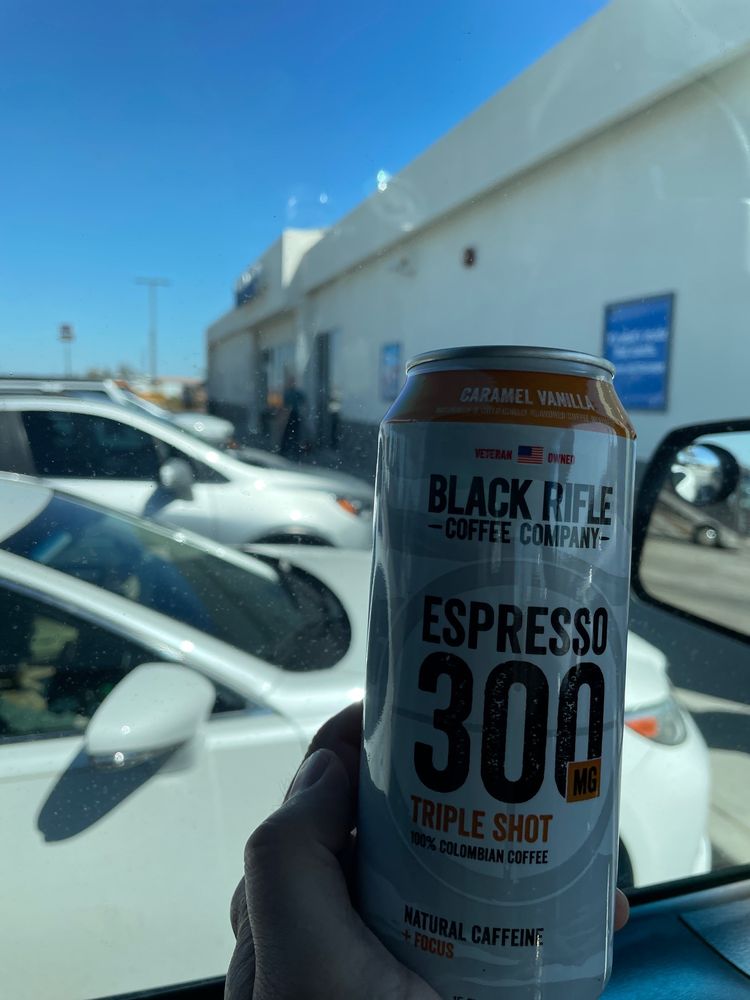 CARAMEL VANILLA
VETERAN OWNED
BLACK RIFLE
-COFFEE COMPANY-
ESPRESSO
300
MG
TRIPLE SHOT
100% COLOMBIAN COFFEE
NATURAL CAFFEINE
+ FOCUS